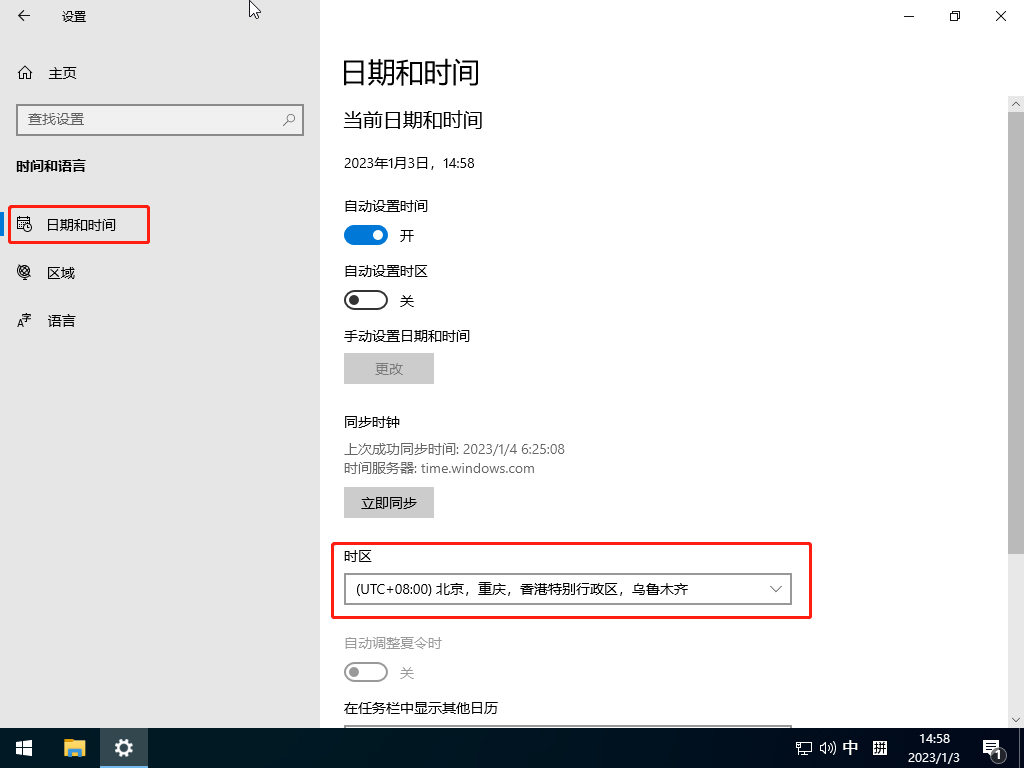 设置
主页
查找设置
时间和语言
日期和时间
区域
语言
日期和时间
当前日期和时间
2023年1月3日，14:58
自动设置时间
开
自动设置时区
关
手动设置日期和时间
更改
同步时钟
上次成功同步时间: 2023/1/4 6:25:08
时间服务器: time.windows.com
立即同步
时区
(UTC+08:00) 北京，重庆，香港特别行政区，乌鲁木齐
自动调整夏令时
关
在任务栏中显示其他日历
中
拼
14:58
2023/1/3
1